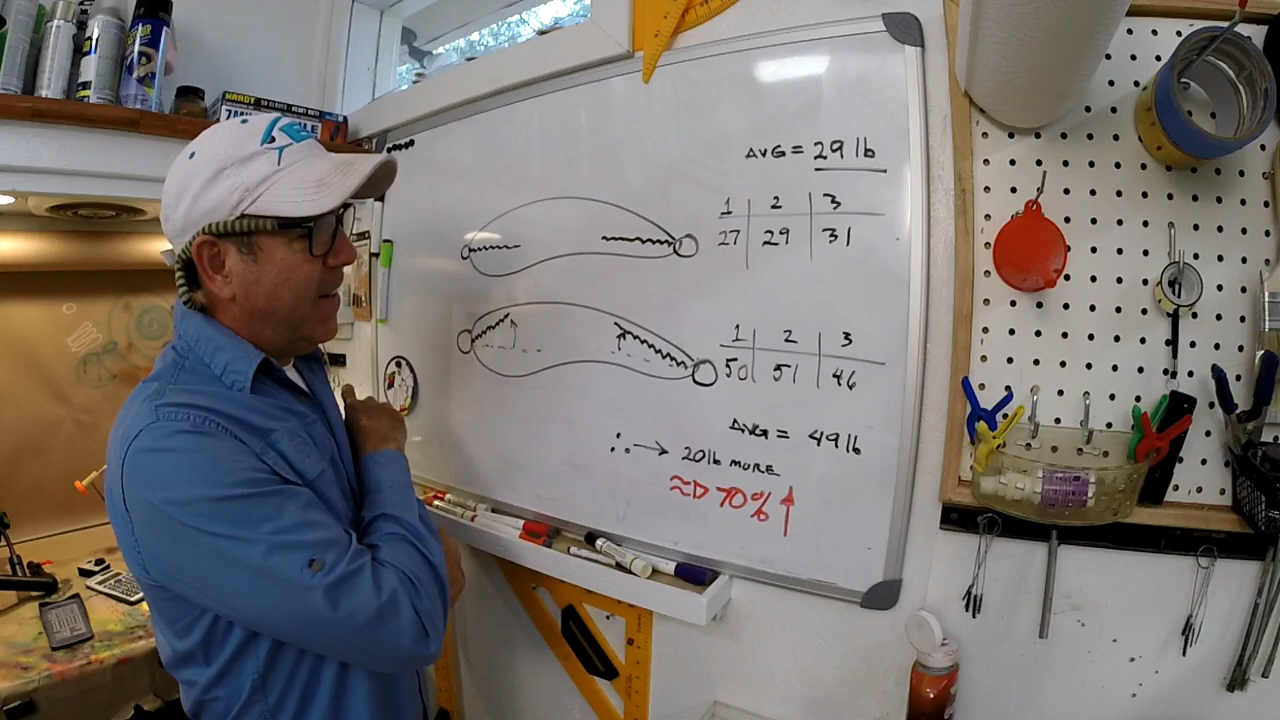 HARDY
AVG = 29 lb
1 2 3
27 29 31
1 2 3
50 51 46
AVG = 49 lb
∴ → 20 lb MORE
≈D 70% ↑